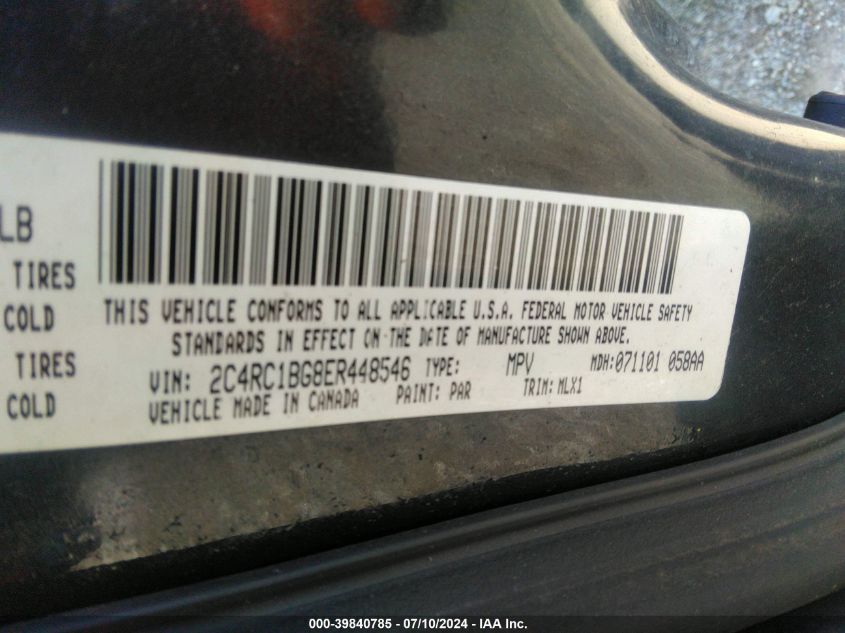 LB
TIRES
COLD
TIRES
COLD
THIS VEHICLE CONFORMS TO ALL APPLICABLE U.S.A. FEDERAL MOTOR VEHICLE SAFETY
STANDARDS IN EFFECT ON THE DATE OF MANUFACTURE SHOWN ABOVE.
VIN: 2C4RC1BG8ER448546 TYPE: MPV MDH:071101 058AA
VEHICLE MADE IN CANADA PAINT: PAR TRIM: MLX1
000-39840785 - 07/10/2024 - IAA Inc.